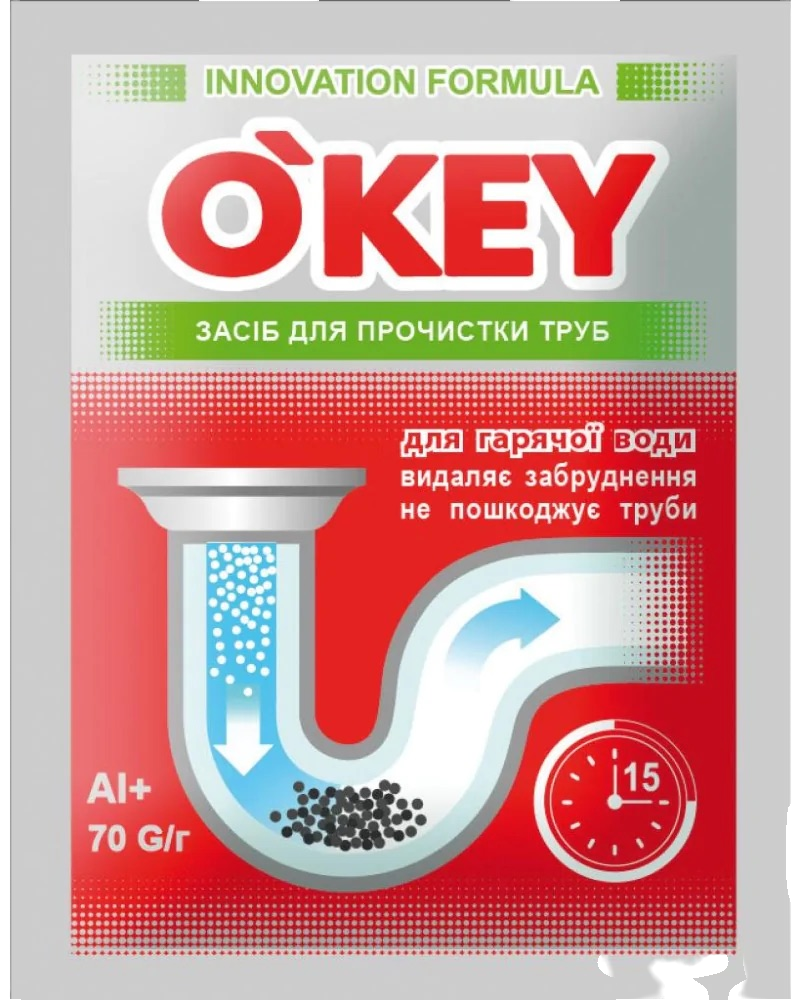 INNOVATION FORMULA
O`KEY
ЗАСІБ ДЛЯ ПРОЧИСТКИ ТРУБ
для гарячої води
видаляє забруднення
не пошкоджує труби
15
Al+
70 G/г